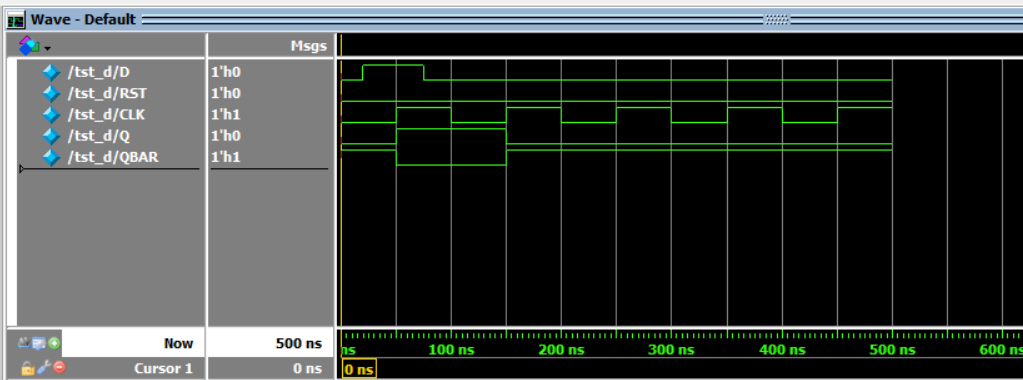 Wave - Default
Msgs
/tst_d/D 1'h0
/tst_d/RST 1'h0
/tst_d/CLK 1'h1
/tst_d/Q 1'h0
/tst_d/QBAR 1'h1
Now 500 ns ns 100 ns 200 ns 300 ns 400 ns 500 ns 600 ns
Cursor 1 0 ns 0 ns